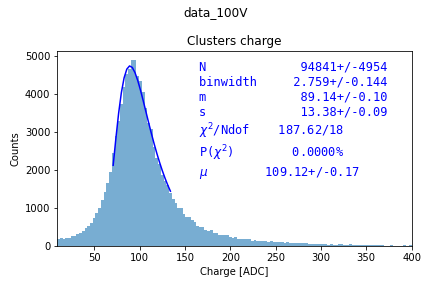 data_100V
Clusters charge
N 94841+/-4954
binwidth 2.759+/-0.144
m 89.14+/-0.10
s 13.38+/-0.09
χ²/Ndof 187.62/18
P(χ²) 0.0000%
μ 109.12+/-0.17
5000
4000
3000
2000
1000
0
Counts
50 100 150 200 250 300 350 400
Charge [ADC]